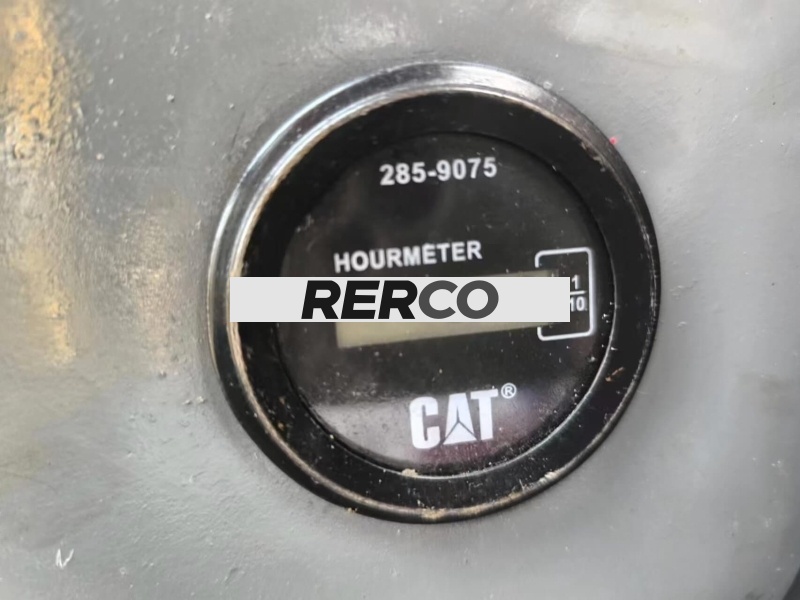 285-9075
HOURMETER
1
10
RERCO
CAT®